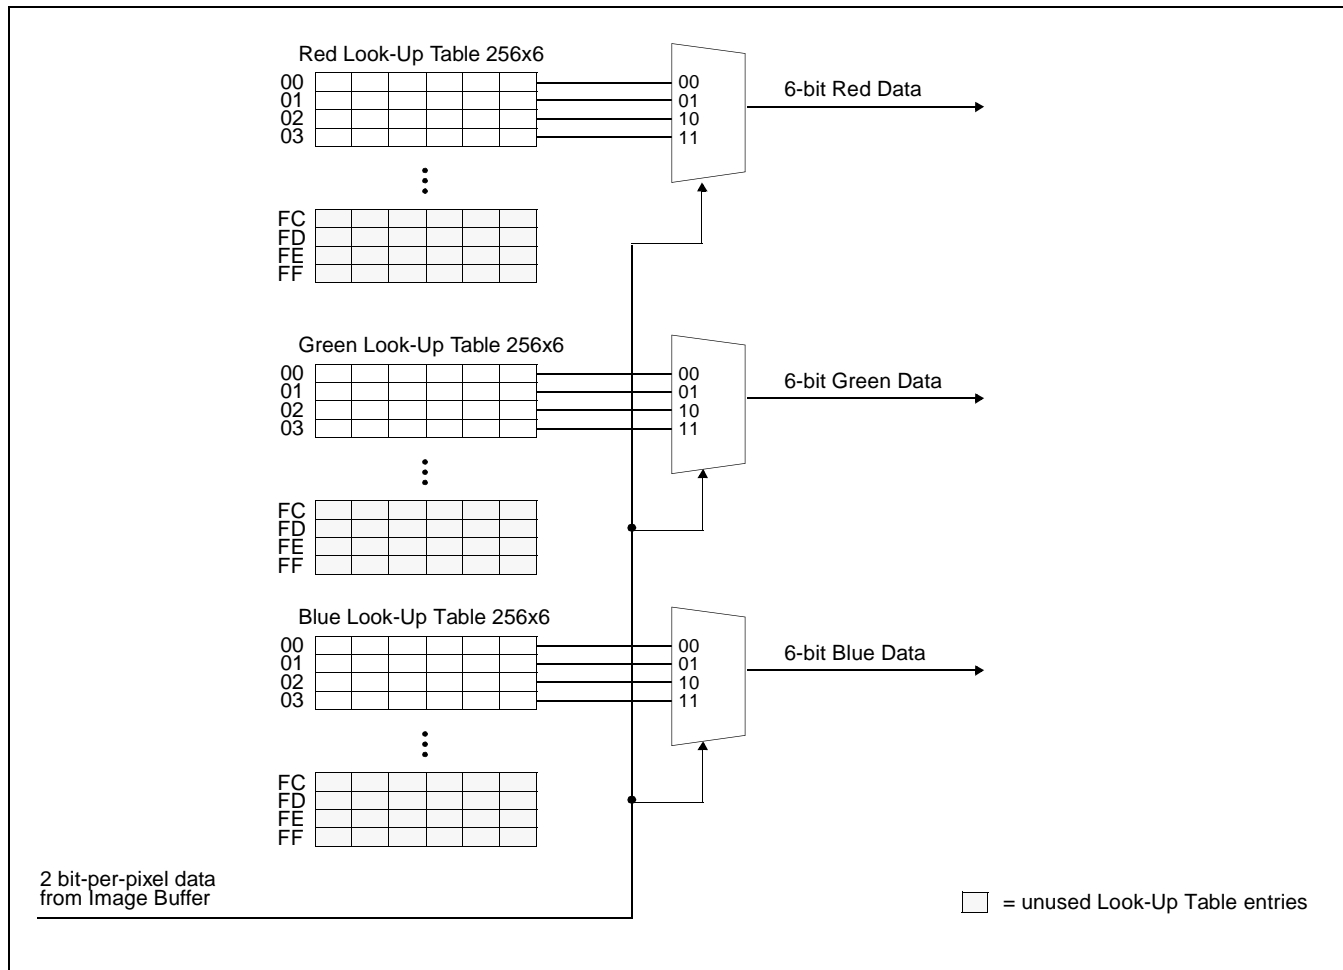 Red Look-Up Table 256x6
00
01
02
03
00
01
10
11
6-bit Red Data
FC
FD
FE
FF
Green Look-Up Table 256x6
00
01
02
03
00
01
10
11
6-bit Green Data
FC
FD
FE
FF
Blue Look-Up Table 256x6
00
01
02
03
00
01
10
11
6-bit Blue Data
FC
FD
FE
FF
2 bit-per-pixel data
from Image Buffer
= unused Look-Up Table entries